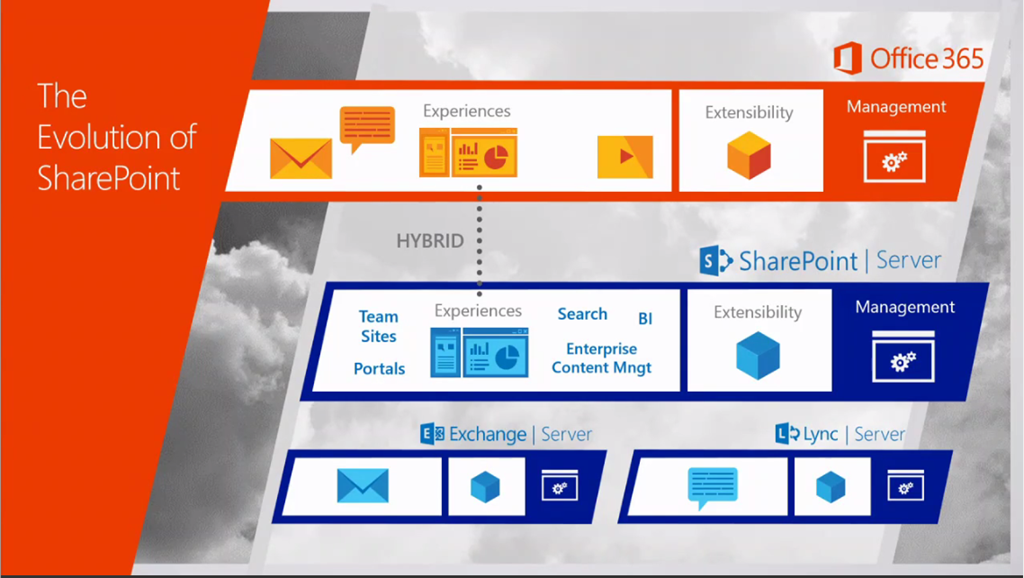 The
Evolution of
SharePoint
Office 365
Experiences
Extensibility
Management
HYBRID
S SharePoint | Server
Team
Sites
Portals
Experiences
Search
BI
Enterprise
Content Mngt
Extensibility
Management
E Exchange | Server
L Lync | Server